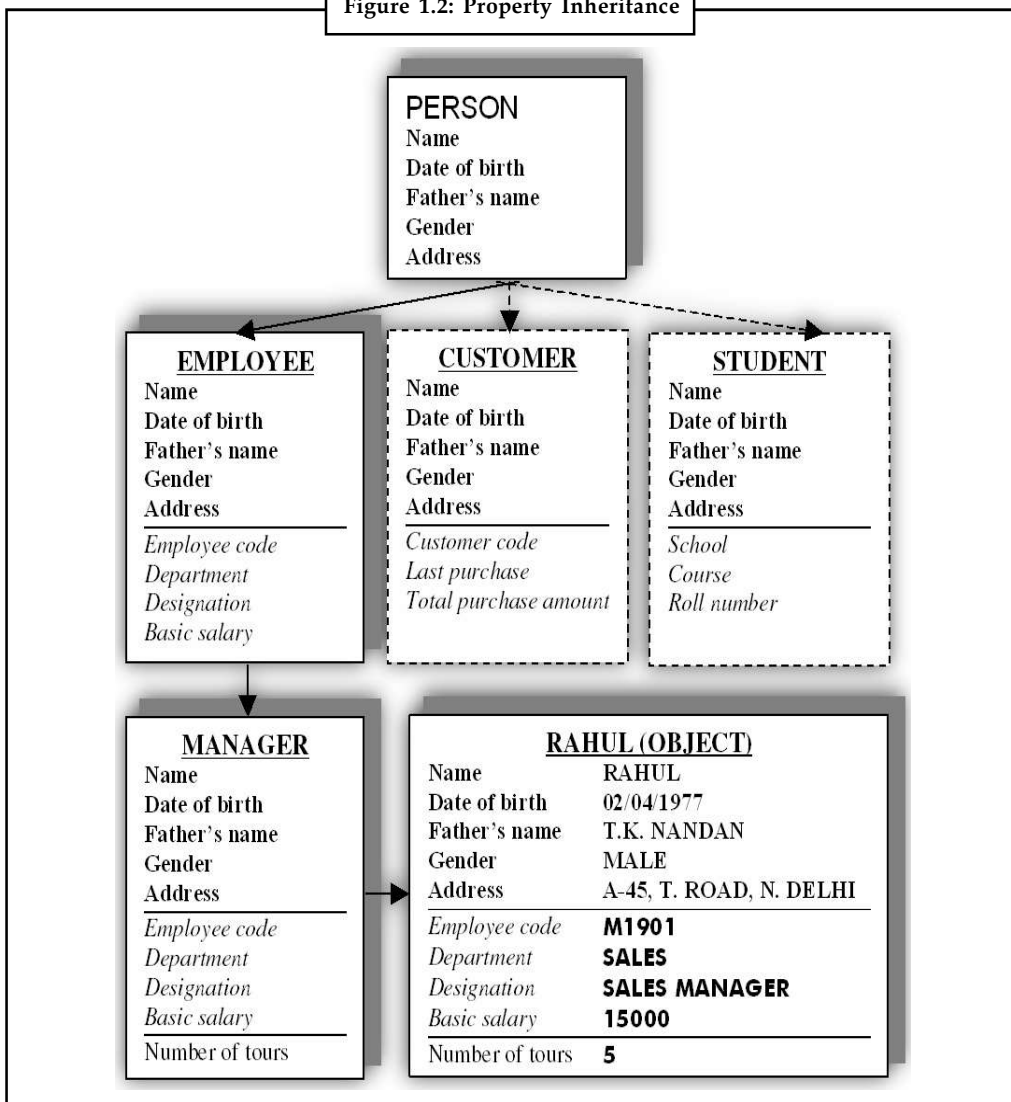 Figure 1.2: Property Inheritance
PERSON
Name
Date of birth
Father's name
Gender
Address
EMPLOYEE
Name
Date of birth
Father's name
Gender
Address
Employee code
Department
Designation
Basic salary
CUSTOMER
Name
Date of birth
Father's name
Gender
Address
Customer code
Last purchase
Total purchase amount
STUDENT
Name
Date of birth
Father's name
Gender
Address
School
Course
Roll number
MANAGER
Name
Date of birth
Father's name
Gender
Address
Employee code
Department
Designation
Basic salary
Number of tours
RAHUL (OBJECT)
Name RAHUL
Date of birth 02/04/1977
Father's name T.K. NANDAN
Gender MALE
Address A-45, T. ROAD, N. DELHI
Employee code M1901
Department SALES
Designation SALES MANAGER
Basic salary 15000
Number of tours 5